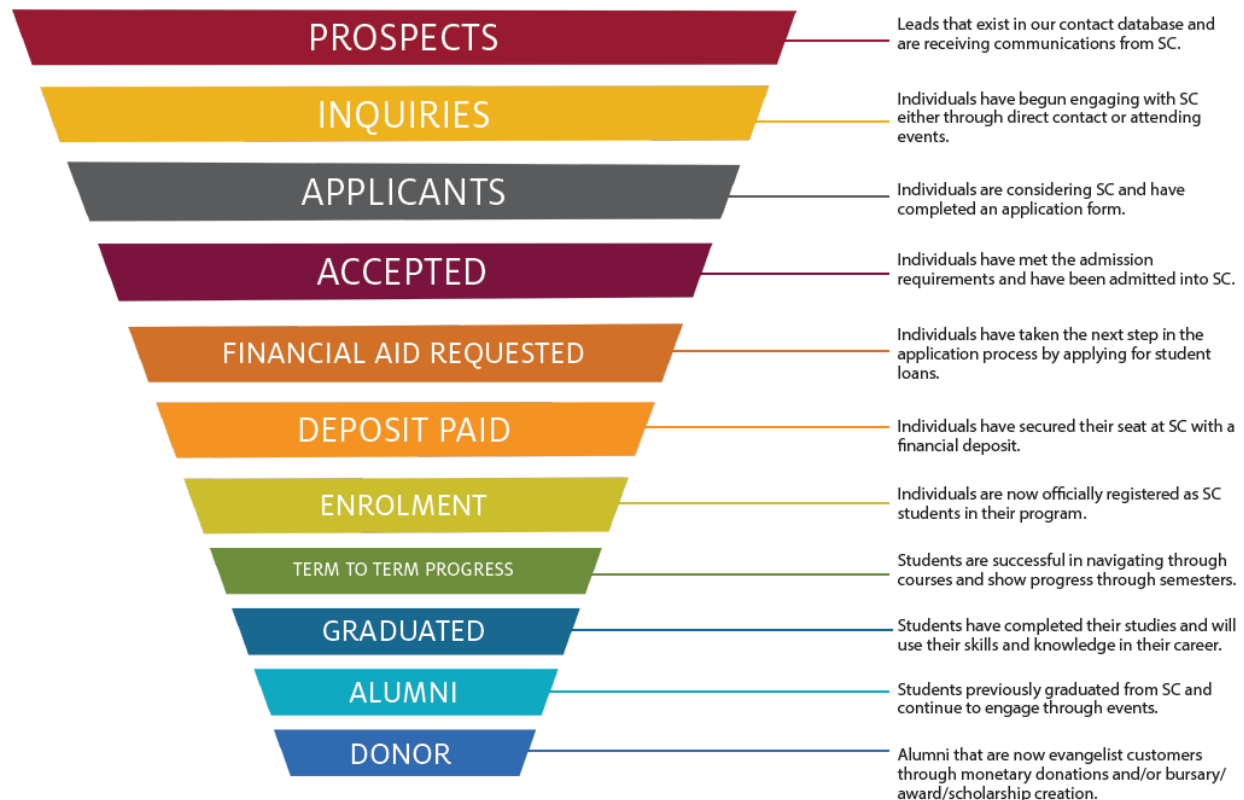 PROSPECTS
Leads that exist in our contact database and
are receiving communications from SC.
INQUIRIES
Individuals have begun engaging with SC
either through direct contact or attending
events.
APPLICANTS
Individuals are considering SC and have
completed an application form.
ACCEPTED
Individuals have met the admission
requirements and have been admitted into SC.
FINANCIAL AID REQUESTED
Individuals have taken the next step in the
application process by applying for student
loans.
DEPOSIT PAID
Individuals have secured their seat at SC with a
financial deposit.
ENROLMENT
Individuals are now officially registered as SC
students in their program.
TERM TO TERM PROGRESS
Students are successful in navigating through
courses and show progress through semesters.
GRADUATED
Students have completed their studies and will
use their skills and knowledge in their career.
ALUMNI
Students previously graduated from SC and
continue to engage through events.
DONOR
Alumni that are now evangelist customers
through monetary donations and/or bursary/
award/scholarship creation.